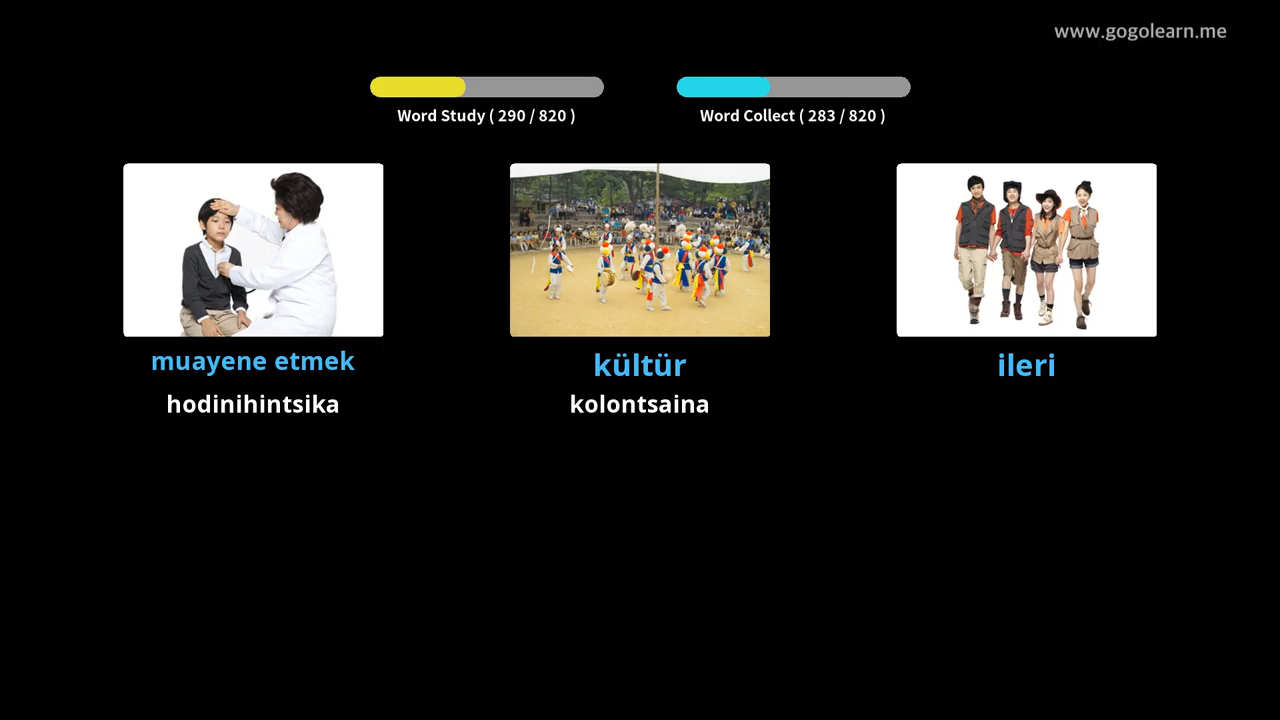 www.gogolearn.me
Word Study ( 290 / 820 )
Word Collect ( 283 / 820 )
muayene etmek
hodinihintsika
kültür
kolontsaina
ileri